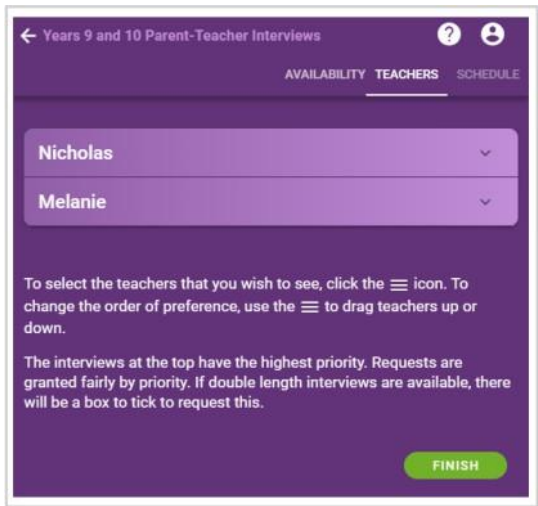 Years 9 and 10 Parent-Teacher Interviews
AVAILABILITY TEACHERS SCHEDULE
Nicholas
Melanie
To select the teachers that you wish to see, click the icon. To
change the order of preference, use the to drag teachers up or
down.
The interviews at the top have the highest priority. Requests are
granted fairly by priority. If double length interviews are available, there
will be a box to tick to request this.
FINISH